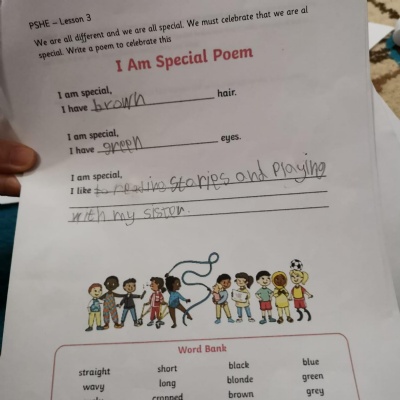 PSHE – Lesson 3
We are all different and we are all special. We must celebrate that we are al
special. Write a poem to celebrate this
I Am Special Poem
I am special,
I have brown hair.
I am special,
I have green eyes.
I am special,
I like to reading stories and playing
with my sister.
Word Bank
straight short black blue
wavy long blonde green
cropped brown grey